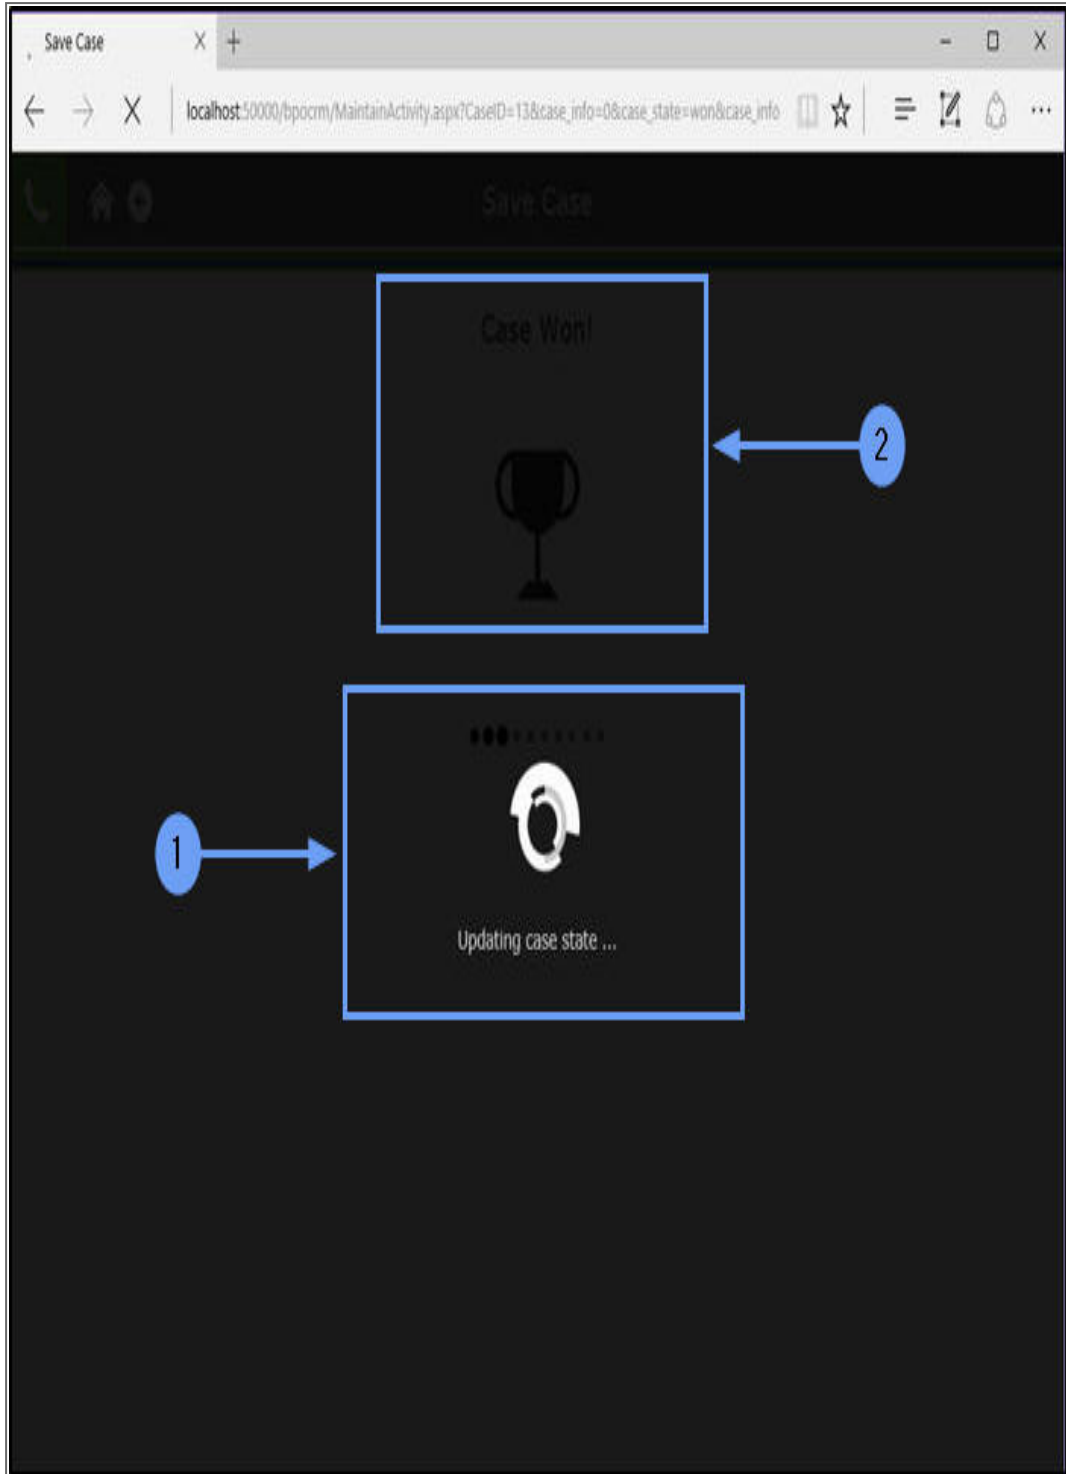 Save Case
localhost:50000/bpocrm/MaintainActivity.aspx?CaseID=13&case_info=0&case_state=won&case_info
Save Case
Case Won!
2
1
Updating case state ...